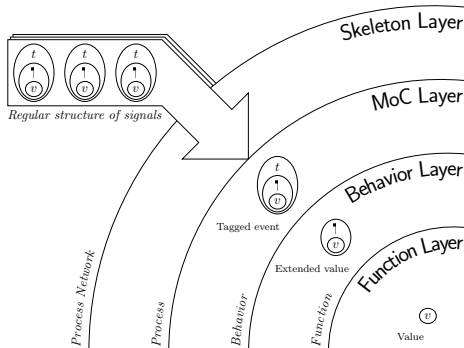 Skeleton Layer
t t t
v v v
Regular structure of signals
MoC Layer
t
v
Tagged event
Behavior Layer
v
Extended value
Function Layer
v
Value
Process Network
Process
Behavior
Function